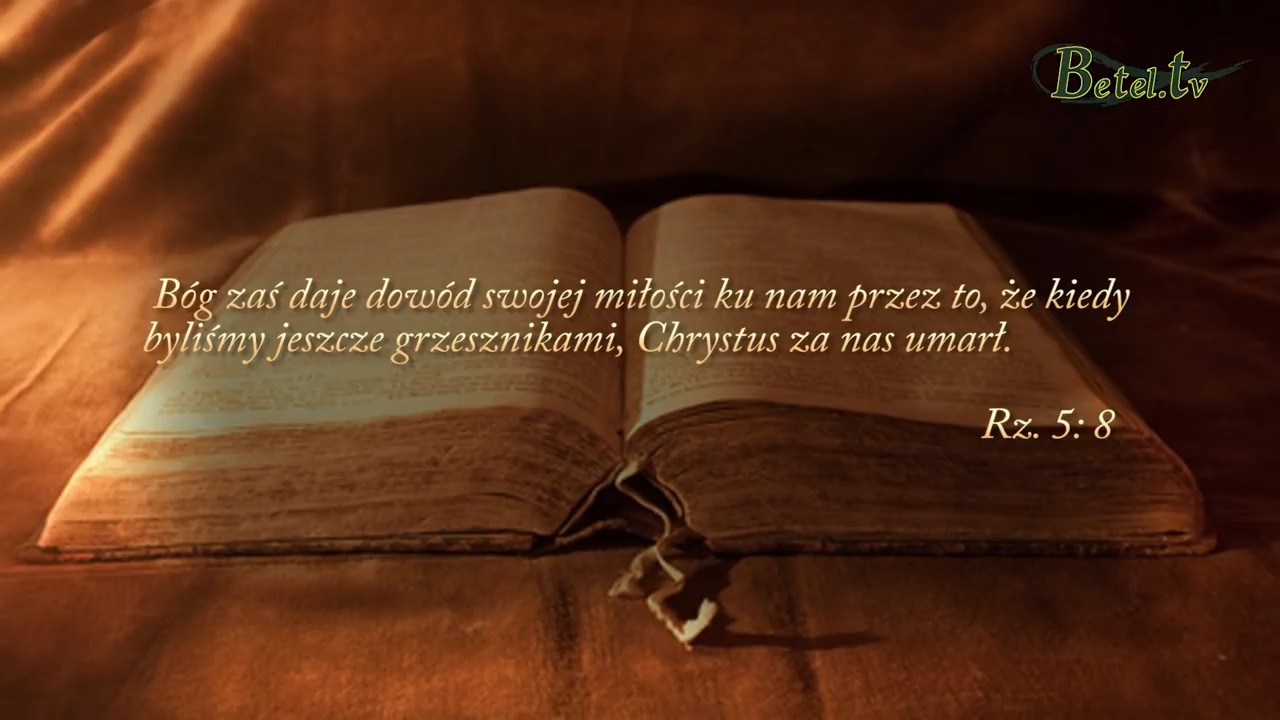 Betel.tv
Bóg zaś daje dowód swojej miłości ku nam przez to, że kiedy
byliśmy jeszcze grzesznikami, Chrystus za nas umarł.
Rz. 5: 8